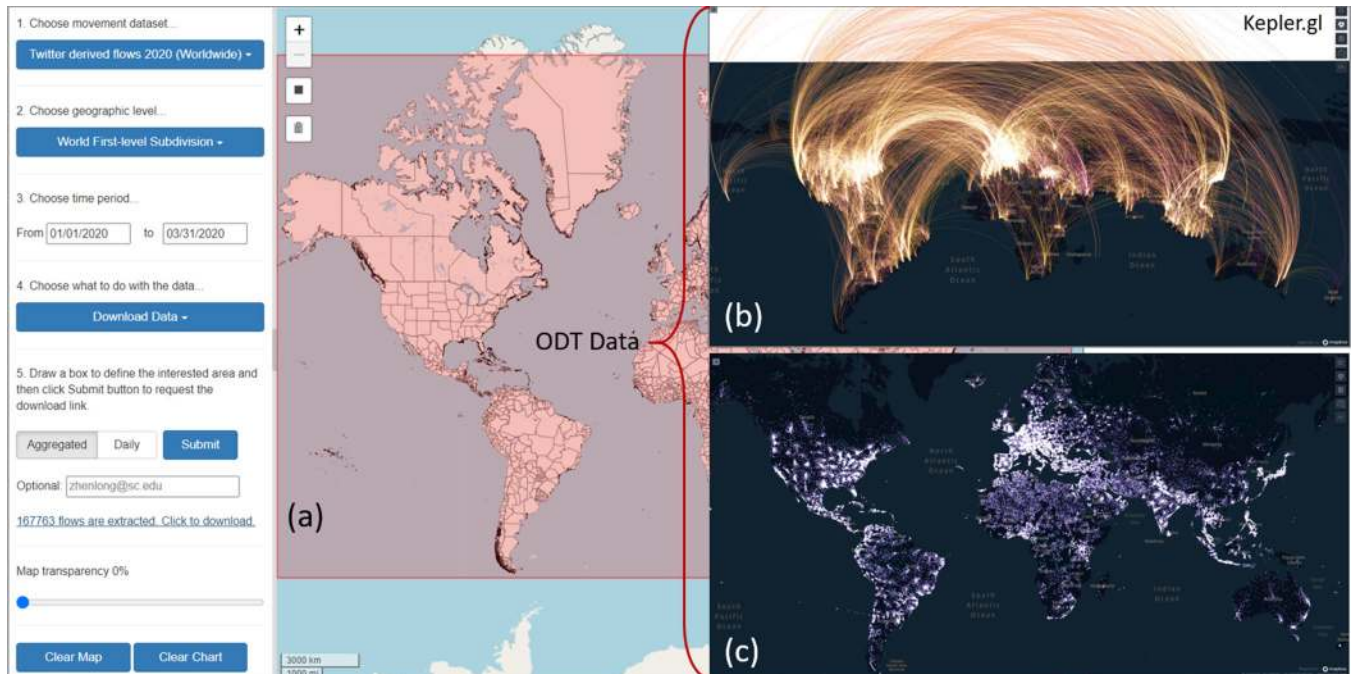 1. Choose movement dataset...
Twitter derived flows 2020 (Worldwide)
2. Choose geographic level...
World First-level Subdivision
3. Choose time period...
From 01/01/2020 to 03/31/2020
4. Choose what to do with the data...
Download Data
5. Draw a box to define the interested area and
then click Submit button to request the
download link.
Aggregated Daily Submit
Optional: zhenlong@sc.edu
167763 flows are extracted. Click to download.
Map transparency 0%
Clear Map Clear Chart
+
(a)
3000 km
ODT Data
Kepler.gl
South
Atlantic
Ocean
Indian
Ocean
(b)
mapbox
North
Atlantic
Ocean
South
Pacific
Ocean
South
Atlantic
Ocean
Indian
Ocean
(c)
mapbox